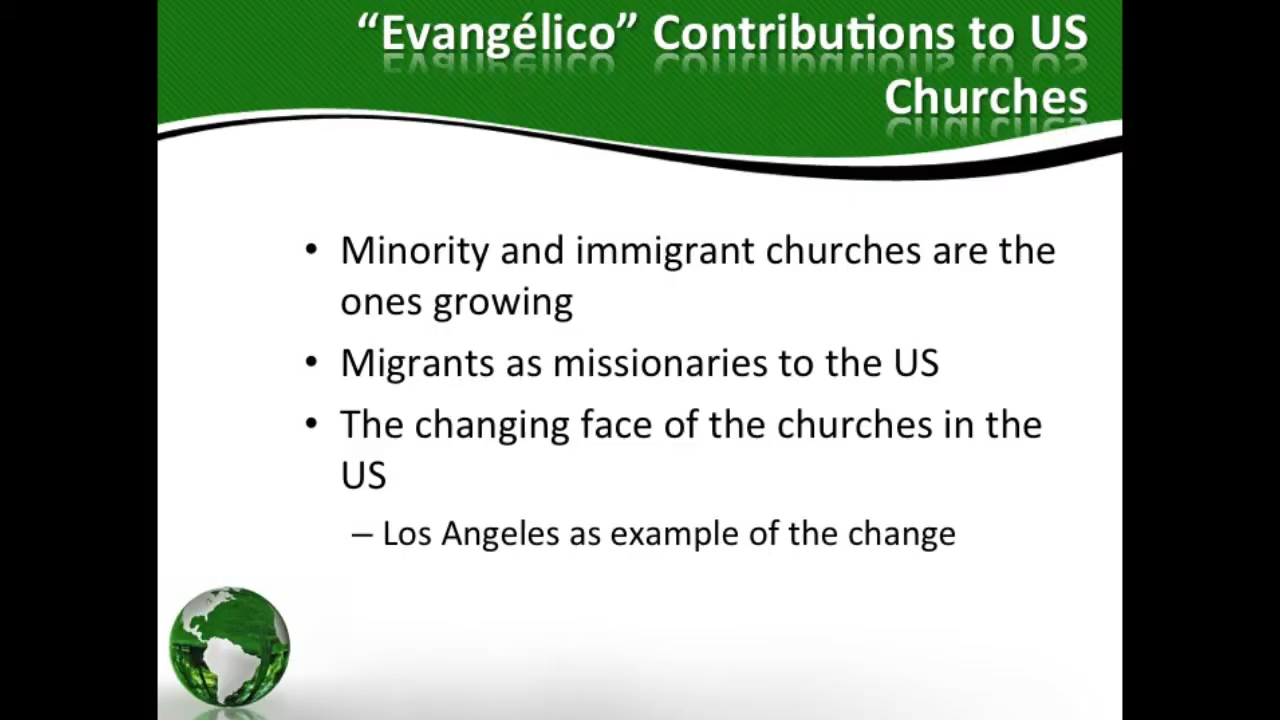 “Evangélico” Contributions to US
Churches
• Minority and immigrant churches are the
ones growing
• Migrants as missionaries to the US
• The changing face of the churches in the
US
– Los Angeles as example of the change